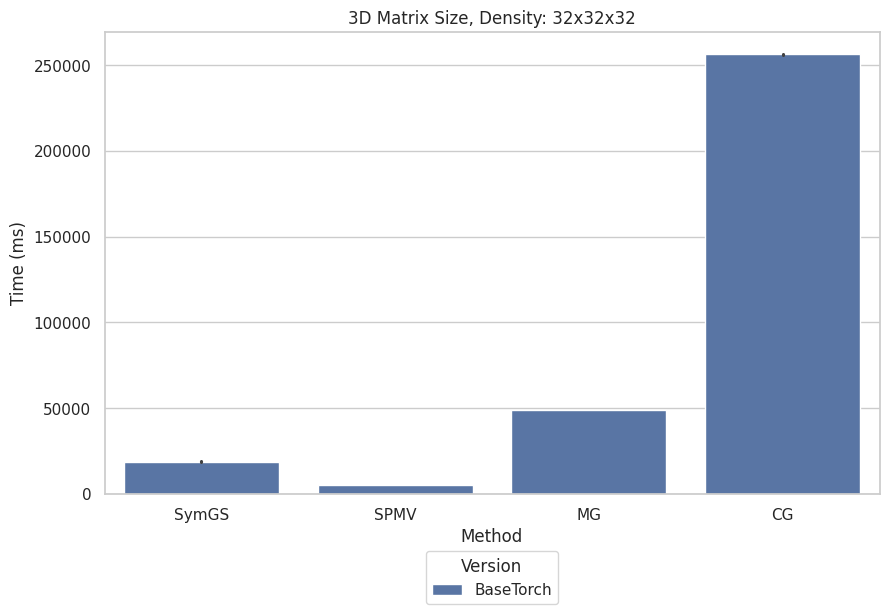 3D Matrix Size, Density: 32x32x32
Time (ms)
250000
200000
150000
100000
50000
0
SymGS SPMV MG CG
Method
Version
BaseTorch